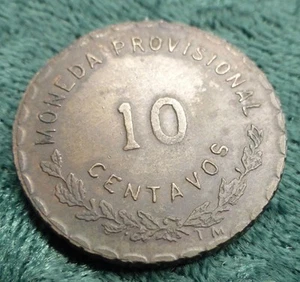 MONEDA PROVISIONAL
10
CENTAVOS
TM